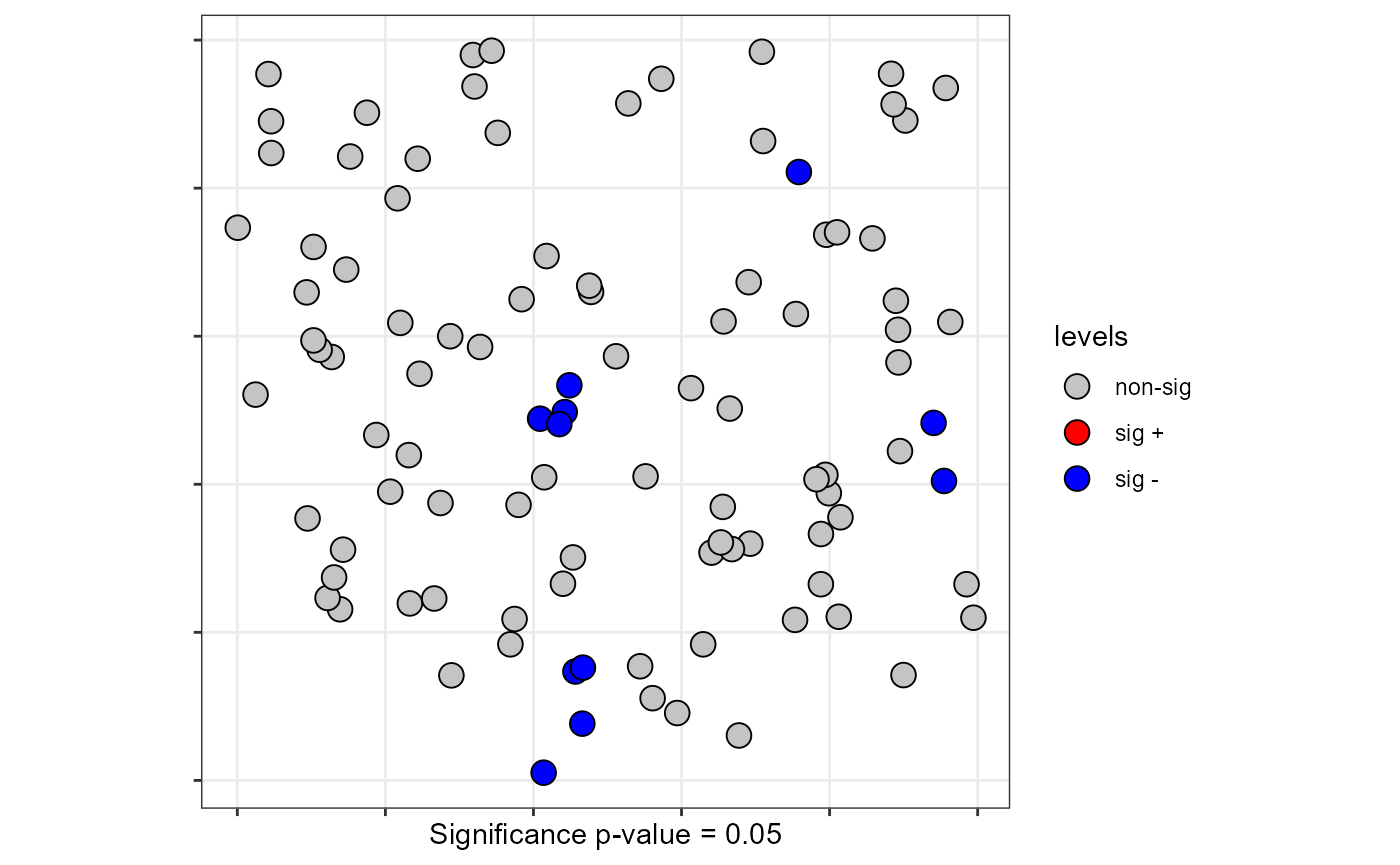 levels
non-sig
sig +
sig -
Significance p-value = 0.05